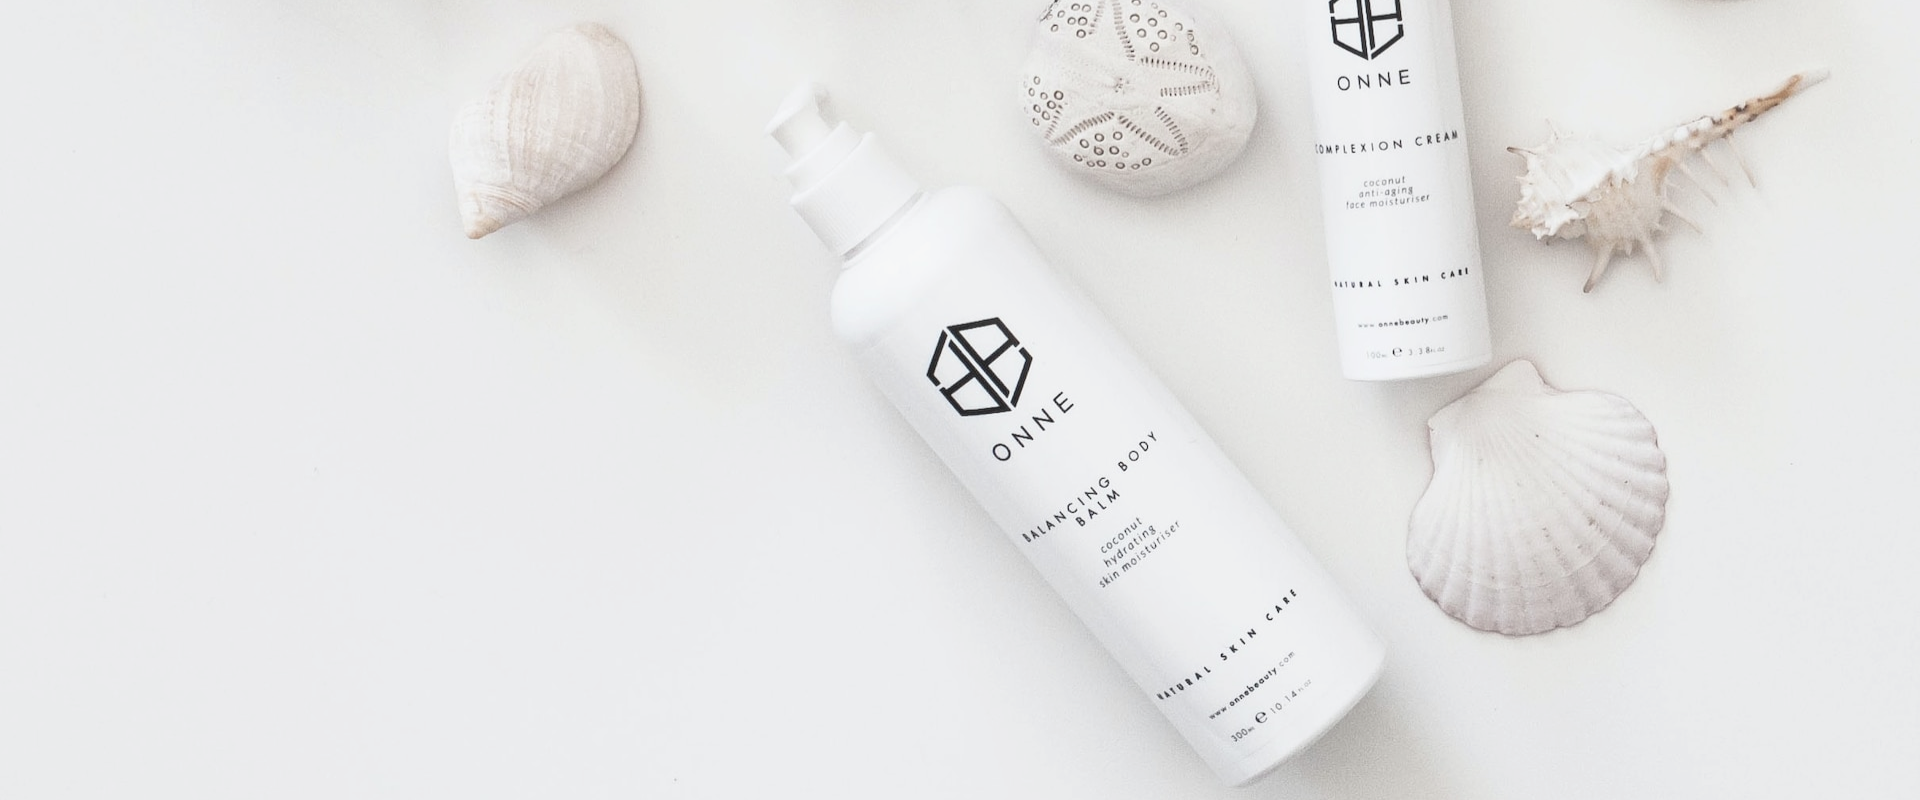 ONNE
BALANCING BODY
BALM
coconut
hydrating
skin moisturiser
NATURAL SKIN CARE
www.onnebeauty.com
300ml e 10.14fl oz
ONNE
COMPLEXION CREAM
coconut
anti-aging
face moisturiser
NATURAL SKIN CARE
www.onnebeauty.com
100ml e 3.38fl oz